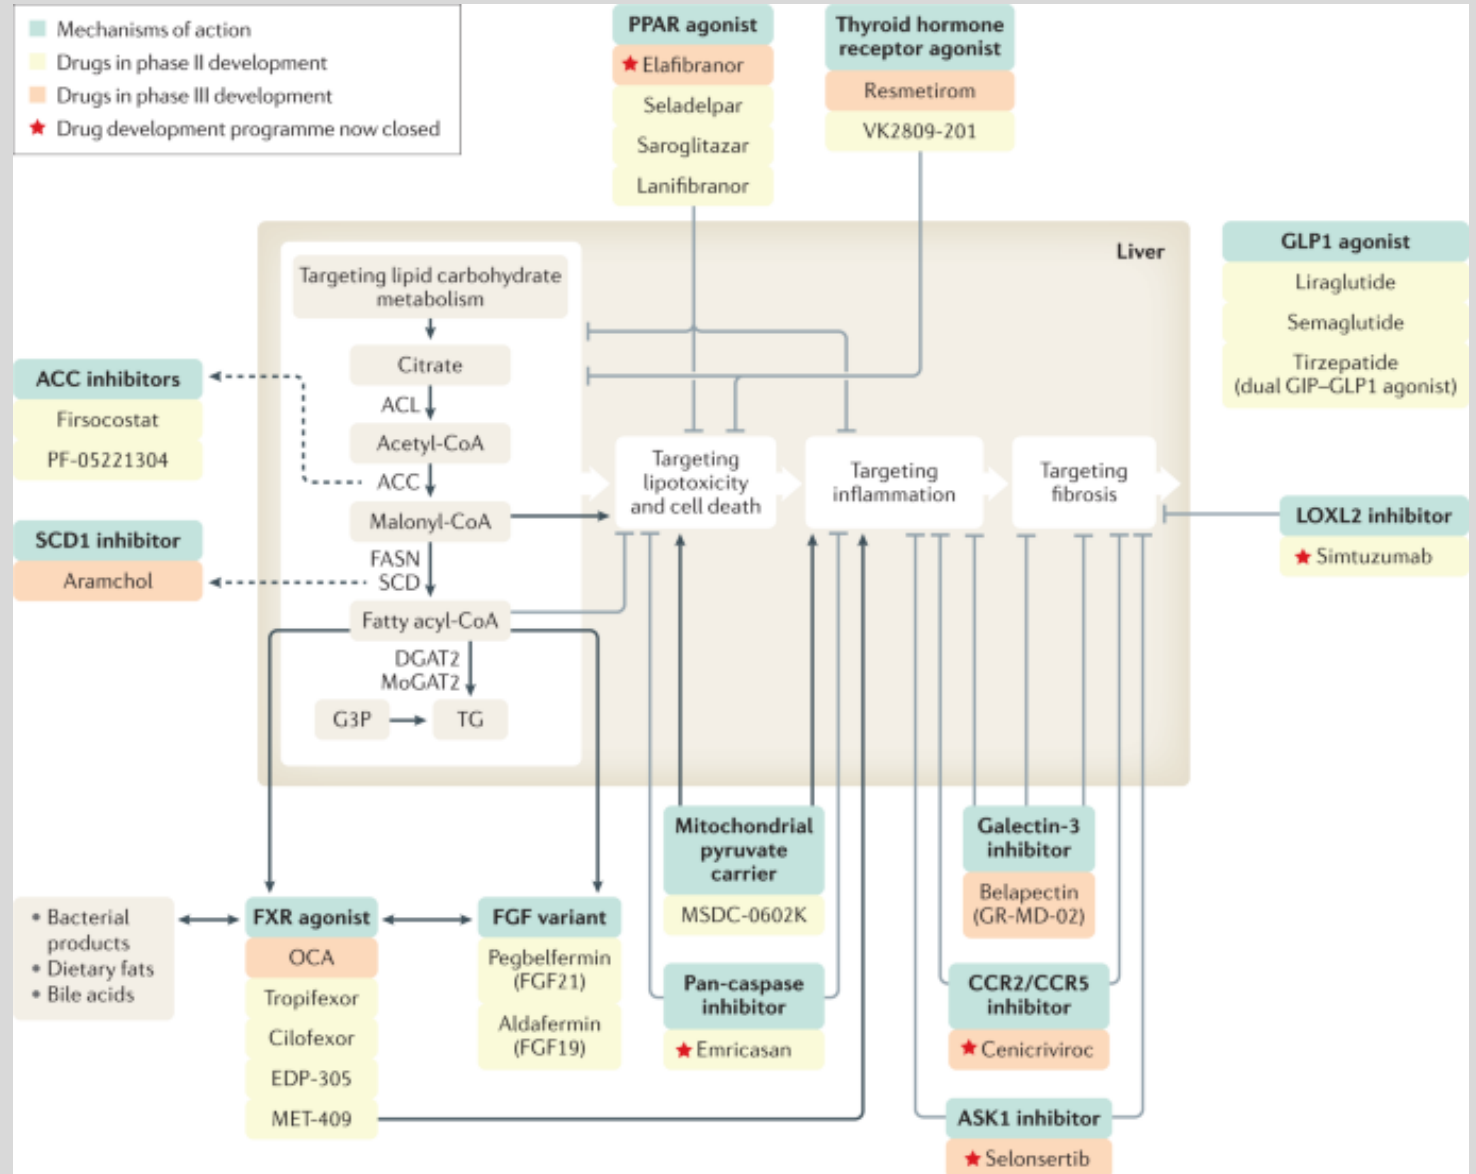 Mechanisms of action
Drugs in phase II development
Drugs in phase III development
Drug development programme now closed
PPAR agonist
Elafibranor
Seladelpar
Saroglitazar
Lanifibranor
Thyroid hormone
receptor agonist
Resmetirom
VK2809-201
Liver
GLP1 agonist
Liraglutide
Semaglutide
Tirzepatide
(dual GIP–GLP1 agonist)
Targeting lipid carbohydrate
metabolism
Citrate
ACL
Acetyl-CoA
ACC
Malonyl-CoA
FASN
SCD
Fatty acyl-CoA
DGAT2
MoGAT2
G3P
TG
ACC inhibitors
Firsocostat
PF-05221304
SCD1 inhibitor
Aramchol
Targeting
lipotoxicity
and cell death
Targeting
inflammation
Targeting
fibrosis
LOXL2 inhibitor
Simtuzumab
• Bacterial
products
• Dietary fats
• Bile acids
FXR agonist
OCA
Tropifexor
Cilofexor
EDP-305
MET-409
FGF variant
Pegbelfermin
(FGF21)
Aldafermin
(FGF19)
Mitochondrial
pyruvate
carrier
MSDC-0602K
Pan-caspase
inhibitor
Emricasan
Galectin-3
inhibitor
Belapectin
(GR-MD-02)
CCR2/CCR5
inhibitor
Cenicriviroc
ASK1 inhibitor
Selonsertib